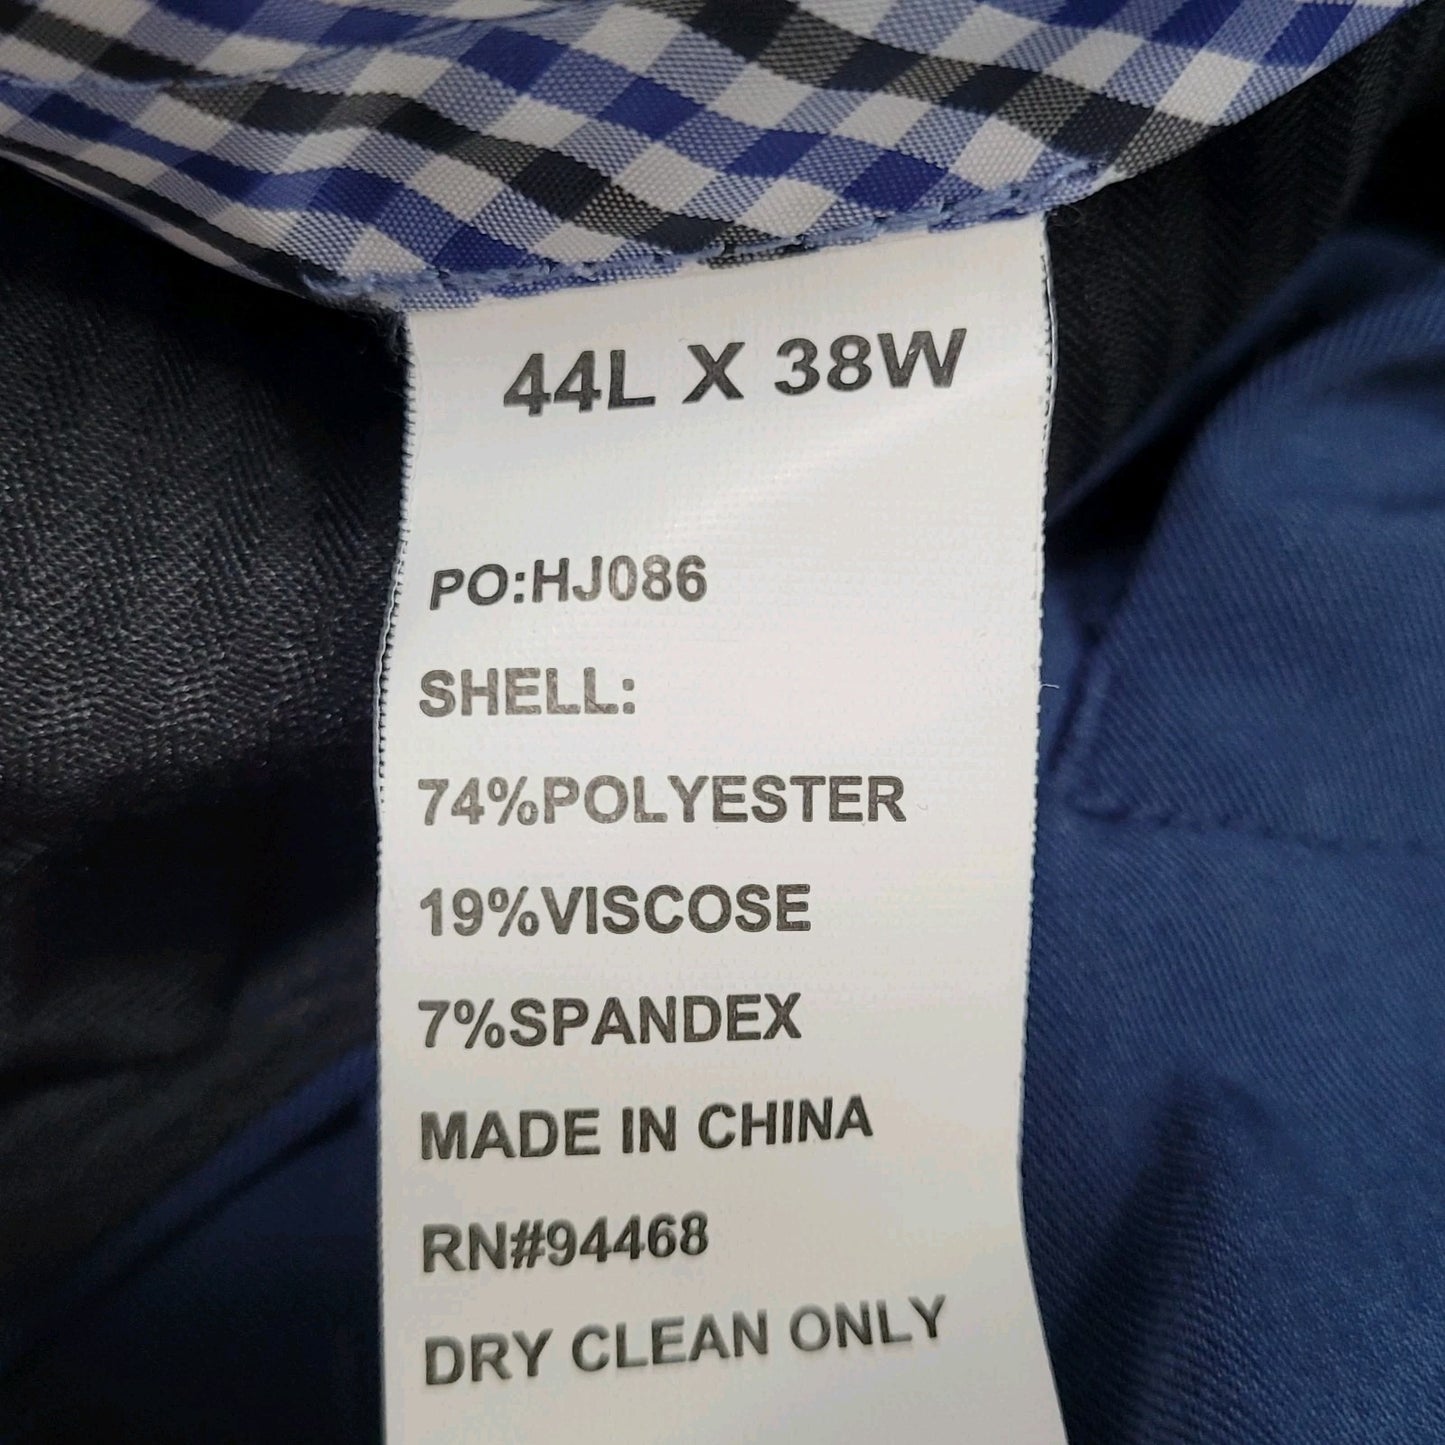 44L X 38W
PO:HJ086
SHELL:
74%POLYESTER
19%VISCOSE
7%SPANDEX
MADE IN CHINA
RN#94468
DRY CLEAN ONLY